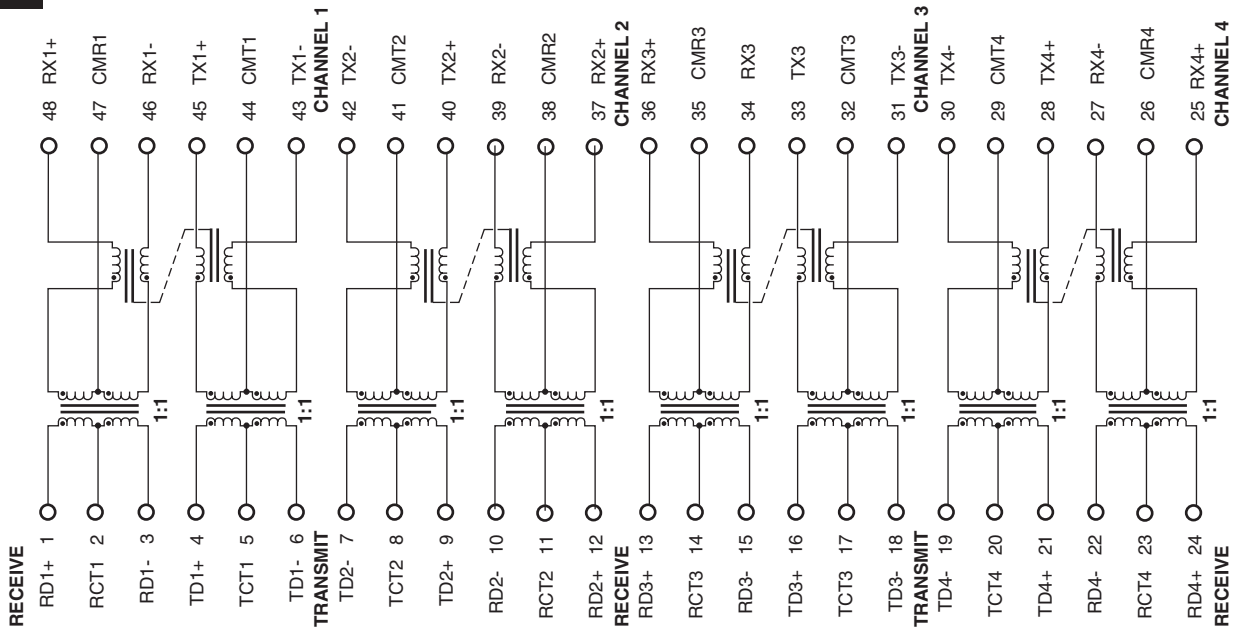 48 RX1+
47 CMR1
46 RX1-
45 TX1+
44 CMT1
43 TX1-
CHANNEL 1
42 TX2-
41 CMT2
40 TX2+
39 RX2-
38 CMR2
37 RX2+
CHANNEL 2
36 RX3+
35 CMR3
34 RX3
33 TX3
32 CMT3
31 TX3-
CHANNEL 3
30 TX4-
29 CMT4
28 TX4+
27 RX4-
26 CMR4
25 RX4+
CHANNEL 4
1:1
1:1
1:1
1:1
1:1
1:1
1:1
1:1
RECEIVE
RD1+ 1
RCT1 2
RD1- 3
TD1+ 4
TCT1 5
TD1- 6
TRANSMIT
TD2- 7
TCT2 8
TD2+ 9
RD2- 10
RCT2 11
RD2+ 12
RECEIVE
RD3+ 13
RCT3 14
RD3- 15
TD3+ 16
TCT3 17
TD3- 18
TRANSMIT
TD4- 19
TCT4 20
TD4+ 21
RD4- 22
RCT4 23
RD4+ 24
RECEIVE